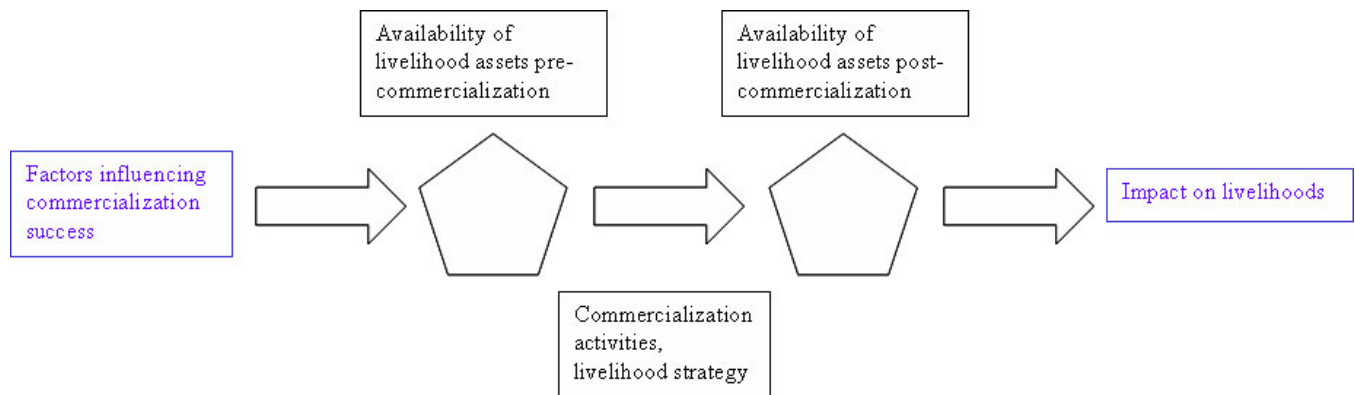 Availability of
livelihood assets pre-
commercialization
Availability of
livelihood assets post-
commercialization
Factors influencing
commercialization
success
Impact on livelihoods
Commercialization
activities,
livelihood strategy